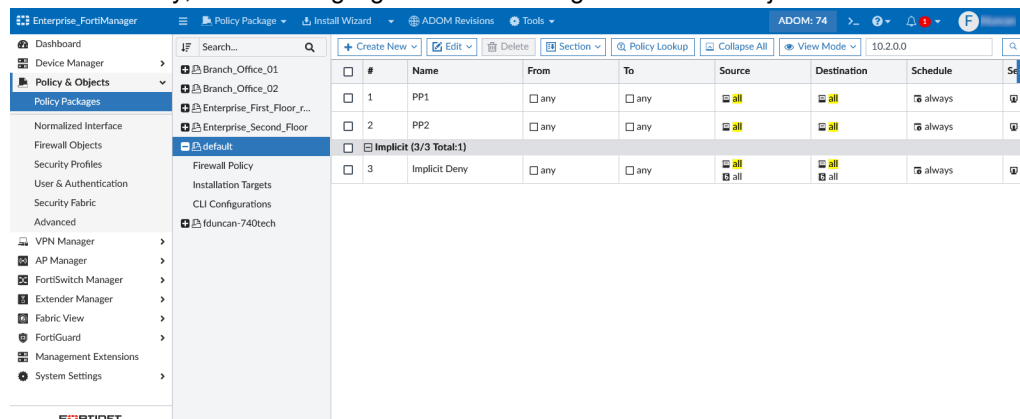 Enterprise_FortiManager
Policy Package
Install Wizard
ADOM Revisions
Tools
ADOM: 74
1
F
Dashboard
Device Manager
Policy & Objects
Policy Packages
Normalized Interface
Firewall Objects
Security Profiles
User & Authentication
Security Fabric
Advanced
VPN Manager
AP Manager
FortiSwitch Manager
Extender Manager
Fabric View
FortiGuard
Management Extensions
System Settings
Search...
Branch_Office_01
Branch_Office_02
Enterprise_First_Floor_r...
Enterprise_Second_Floor
default
Firewall Policy
Installation Targets
CLI Configurations
fduncan-740tech
Create New Edit Delete Section Policy Lookup Collapse All View Mode 10.2.0.0
# Name From To Source Destination Schedule Se
1 PP1 any any all all always
2 PP2 any any all all always
Implicit (3/3 Total:1)
3 Implicit Deny any any all all always
all all